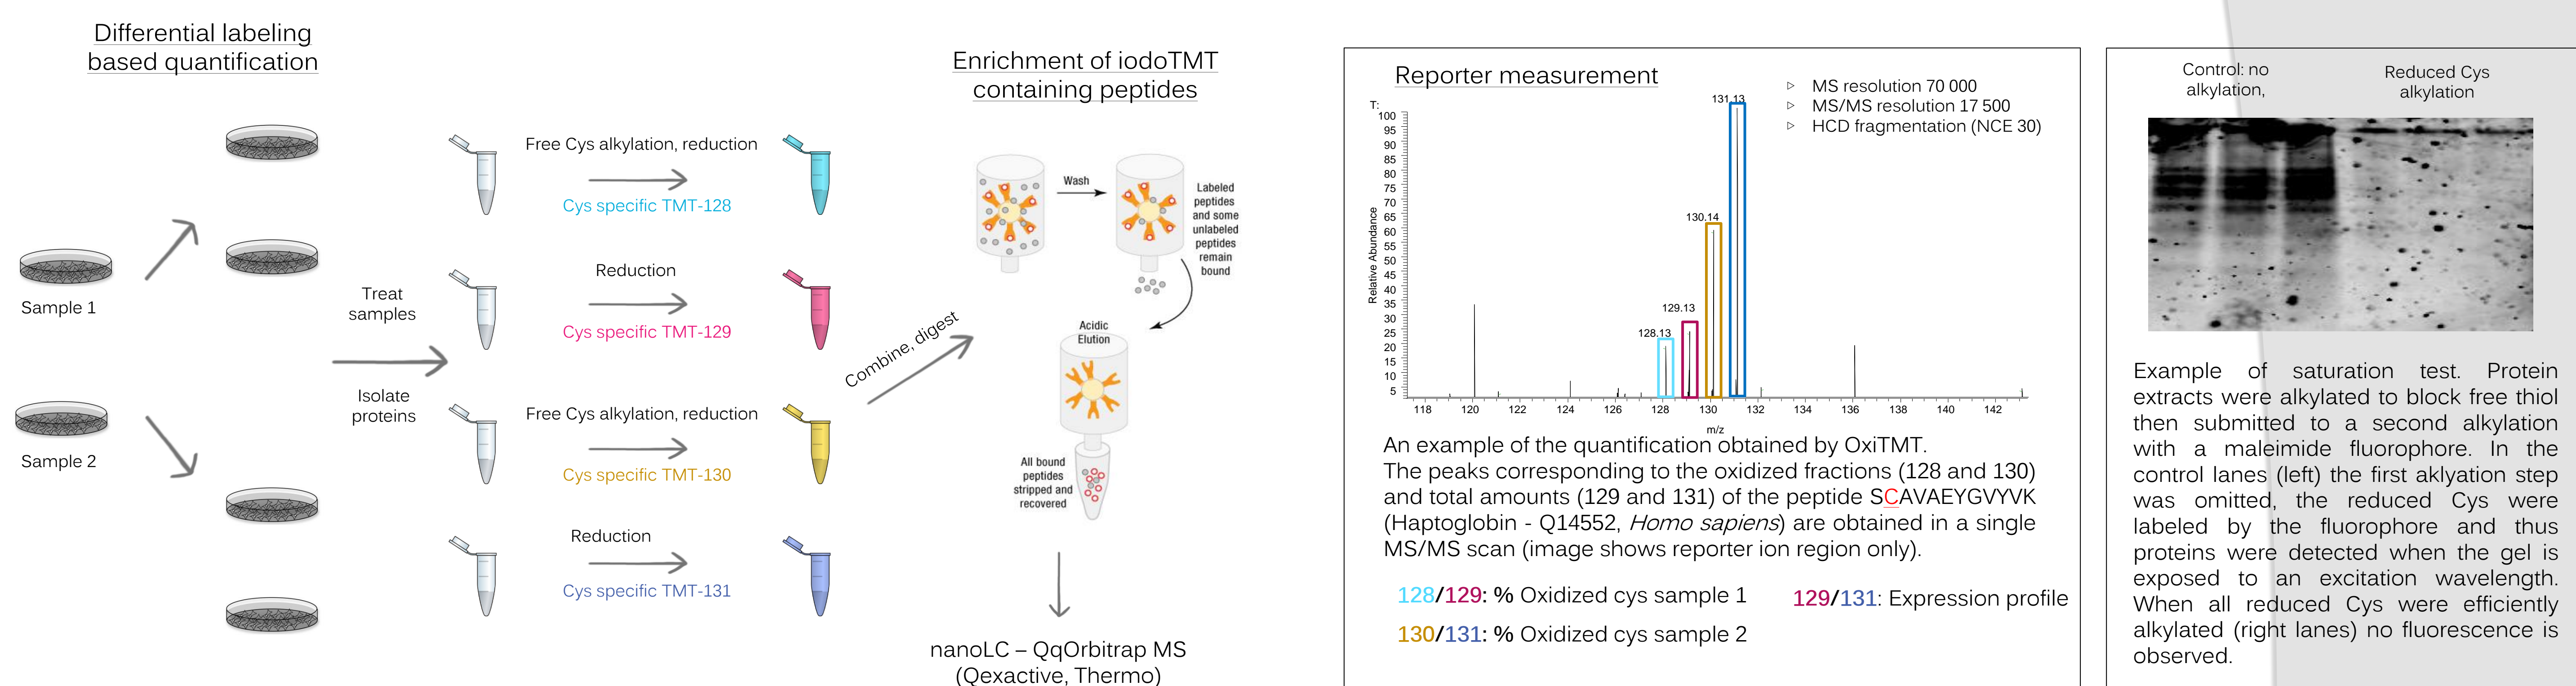 Differential labeling
based quantification
Sample 1
Sample 2
Treat
samples
Isolate
proteins
Free Cys alkylation, reduction
Cys specific TMT-128
Reduction
Cys specific TMT-129
Free Cys alkylation, reduction
Cys specific TMT-130
Reduction
Cys specific TMT-131
Combine, digest
Enrichment of iodoTMT
containing peptides
Wash
Labeled
peptides
and some
unlabeled
peptides
remain
bound
Acidic
Elution
All bound
peptides
stripped and
recovered
nanoLC – QqOrbitrap MS
(Qexactive, Thermo)
Reporter measurement
▷ MS resolution 70 000
▷ MS/MS resolution 17 500
▷ HCD fragmentation (NCE 30)
T:
Relative Abundance
100
95
90
85
80
75
70
65
60
55
50
45
40
35
30
25
20
15
10
5
128.13
129.13
130.14
131.13
118 120 122 124 126 128 130 132 134 136 138 140 142
m/z
An example of the quantification obtained by OxiTMT.
The peaks corresponding to the oxidized fractions (128 and 130)
and total amounts (129 and 131) of the peptide SCAVAEYGVYVK
(Haptoglobin - Q14552, Homo sapiens) are obtained in a single
MS/MS scan (image shows reporter ion region only).
128/129: % Oxidized cys sample 1
130/131: % Oxidized cys sample 2
129/131: Expression profile
Control: no
alkylation,
Reduced Cys
alkylation
Example of saturation test. Protein
extracts were alkylated to block free thiol
then submitted to a second alkylation
with a maleimide fluorophore. In the
control lanes (left) the first aklyation step
was omitted, the reduced Cys were
labeled by the fluorophore and thus
proteins were detected when the gel is
exposed to an excitation wavelength.
When all reduced Cys were efficiently
alkylated (right lanes) no fluorescence is
observed.